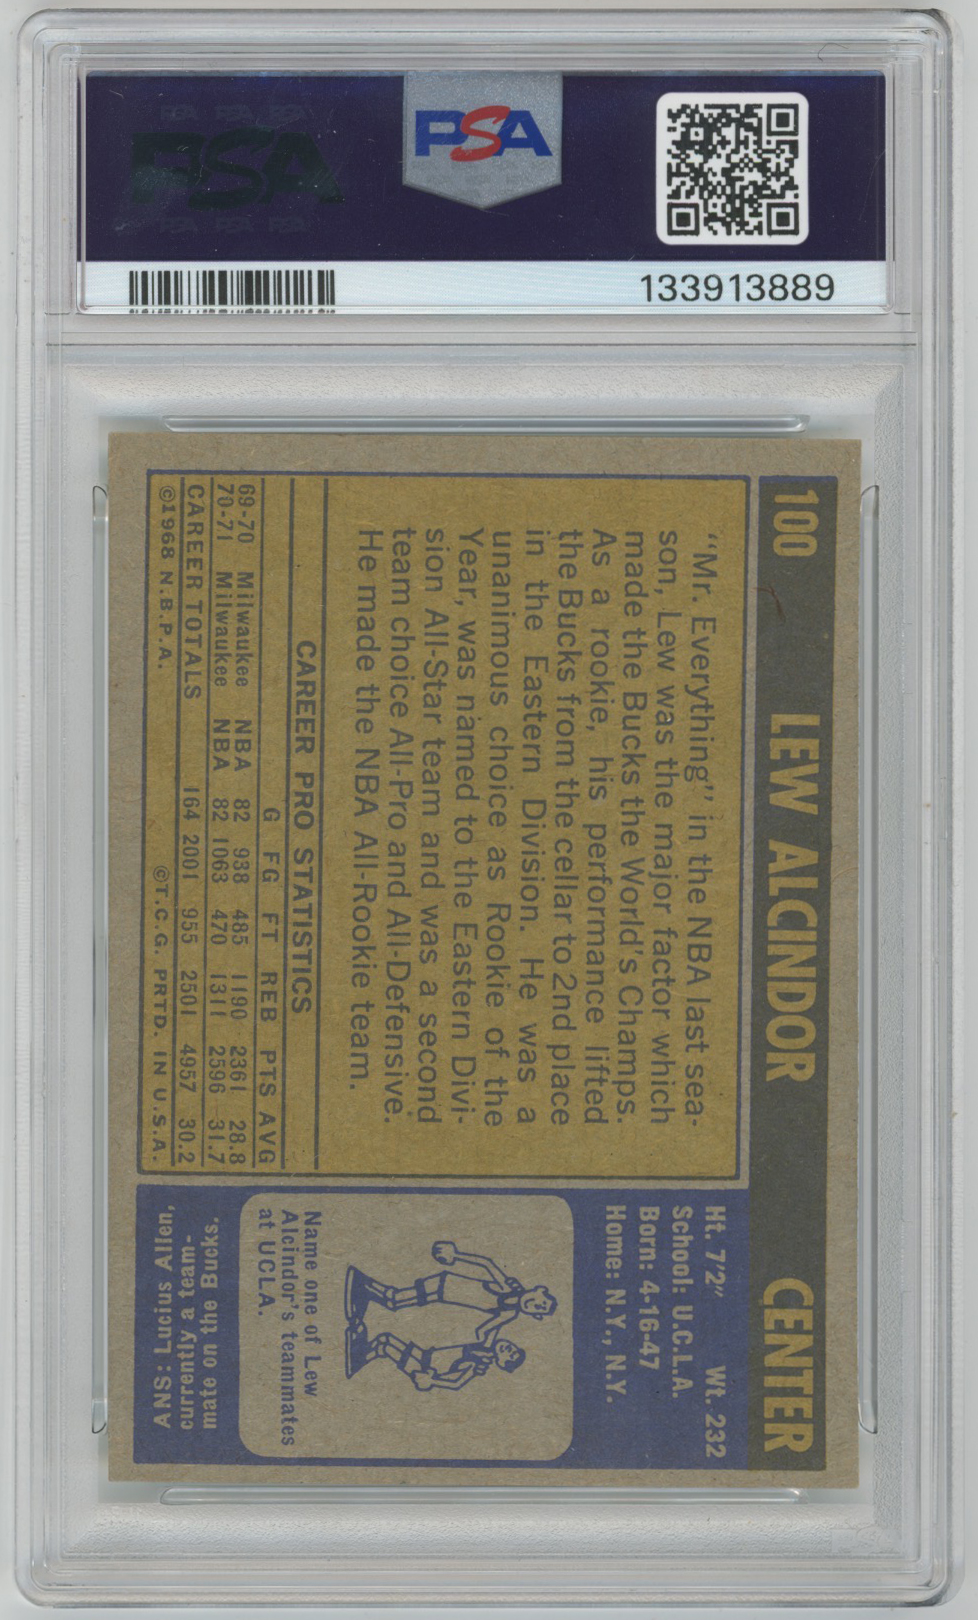 PSA PSA PSA
PSA
PSA PSA PSA
PSA
133913889
100 LEW ALCINDOR CENTER
"Mr. Everything" in the NBA last sea-
son, Lew was the major factor which
made the Bucks the World's Champs.
As a rookie, his performance lifted
the Bucks from the cellar to 2nd place
in the Eastern Division. He was a
unanimous choice as Rookie of the
Year, was named to the Eastern Divi-
sion All-Star team and was a second
team choice All-Pro and All-Defensive.
He made the NBA All-Rookie team.
CAREER PRO STATISTICS
G FG FT REB PTS AVG
69-70 Milwaukee NBA 82 938 485 1190 2361 28.8
70-71 Milwaukee NBA 82 1063 470 1311 2596 31.7
CAREER TOTALS 164 2001 955 2501 4957 30.2
©1968 N.B.P.A. ©T.C.G. PRTD. IN U.S.A.
Ht. 7'2" Wt. 232
School: U.C.L.A.
Born: 4-16-47
Home: N.Y., N.Y.
Name one of Lew
Alcindor's teammates
at UCLA.
ANS: Lucius Allen,
currently a team-
mate on the Bucks.